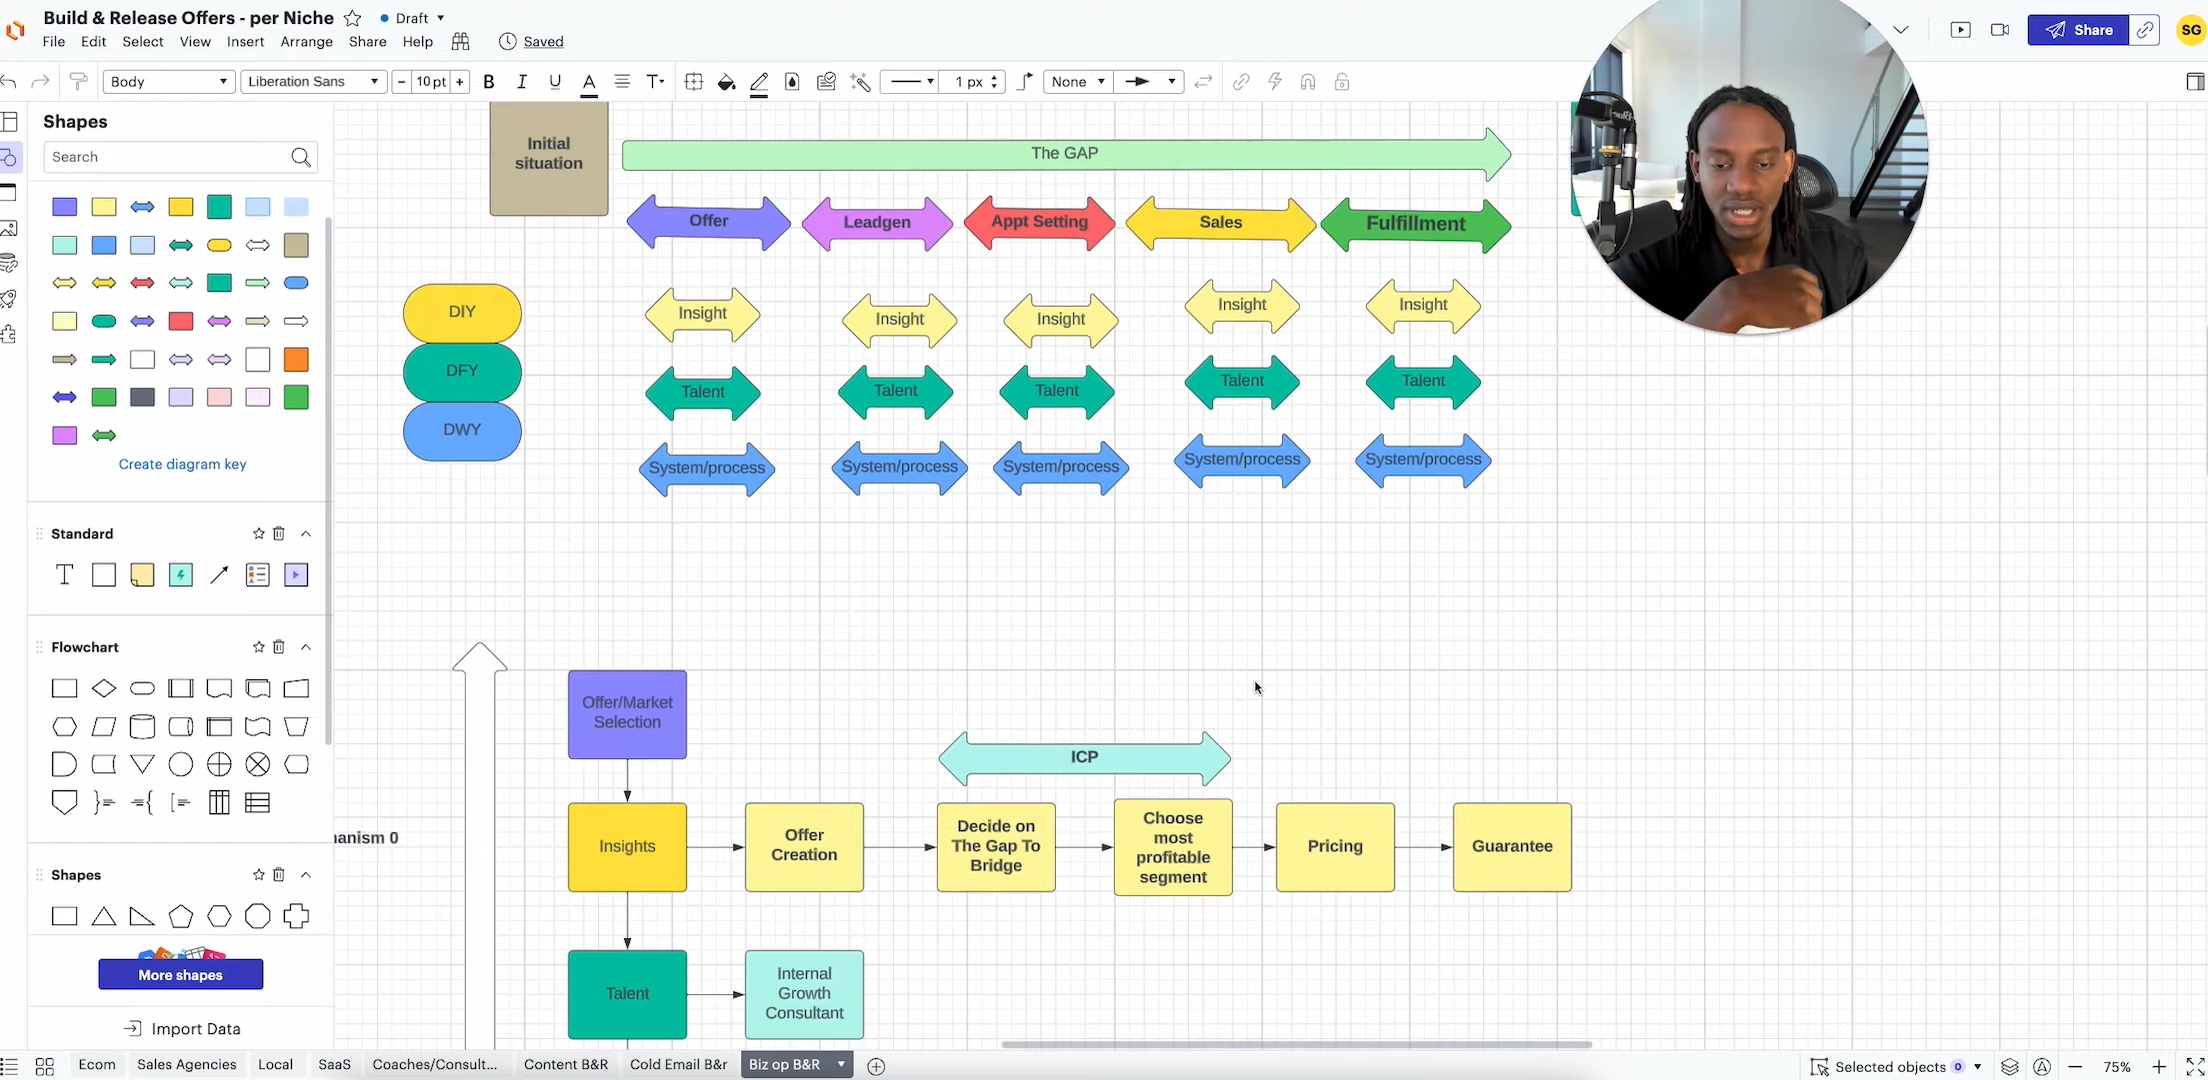 Build & Release Offers - per Niche
Draft
File Edit Select View Insert Arrange Share Help
Saved
Share
SG
Body
Liberation Sans
- 10 pt +
B I U A
T
1 px
None
Shapes
Search
Create diagram key
Standard
T
Flowchart
Shapes
More shapes
Import Data
Initial
situation
The GAP
Offer
Leadgen
Appt Setting
Sales
Fulfillment
DIY
DFY
DWY
Insight
Insight
Insight
Insight
Insight
Talent
Talent
Talent
Talent
Talent
System/process
System/process
System/process
System/process
System/process
Offer/Market
Selection
ICP
anism 0
Insights
Offer
Creation
Decide on
The Gap To
Bridge
Choose
most
profitable
segment
Pricing
Guarantee
Talent
Internal
Growth
Consultant
Ecom
Sales Agencies
Local
SaaS
Coaches/Consult...
Content B&R
Cold Email B&r
Biz op B&R
Selected objects 0
75%